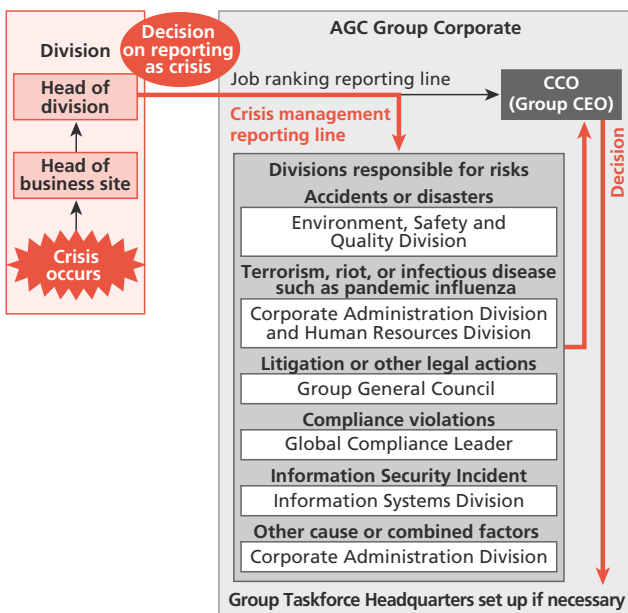 Division
Decision
on reporting
as crisis
Head of
division
Head of
business site
Crisis
occurs
AGC Group Corporate
Job ranking reporting line
CCO
(Group CEO)
Crisis management
reporting line
Decision
Divisions responsible for risks
Accidents or disasters
Environment, Safety and
Quality Division
Terrorism, riot, or infectious disease
such as pandemic influenza
Corporate Administration Division
and Human Resources Division
Litigation or other legal actions
Group General Council
Compliance violations
Global Compliance Leader
Information Security Incident
Information Systems Division
Other cause or combined factors
Corporate Administration Division
Group Taskforce Headquarters set up if necessary